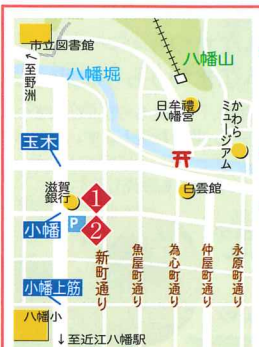 市立図書館
←至野洲
八幡堀
八幡山
日牟禮
八幡宮
かわら
ミュージアム
玉木
滋賀
銀行
1
白雲館
小幡
P
2
新町通り
魚屋町通り
為心町通り
仲屋町通り
永原町通り
小幡上筋
八幡小
↓至近江八幡駅